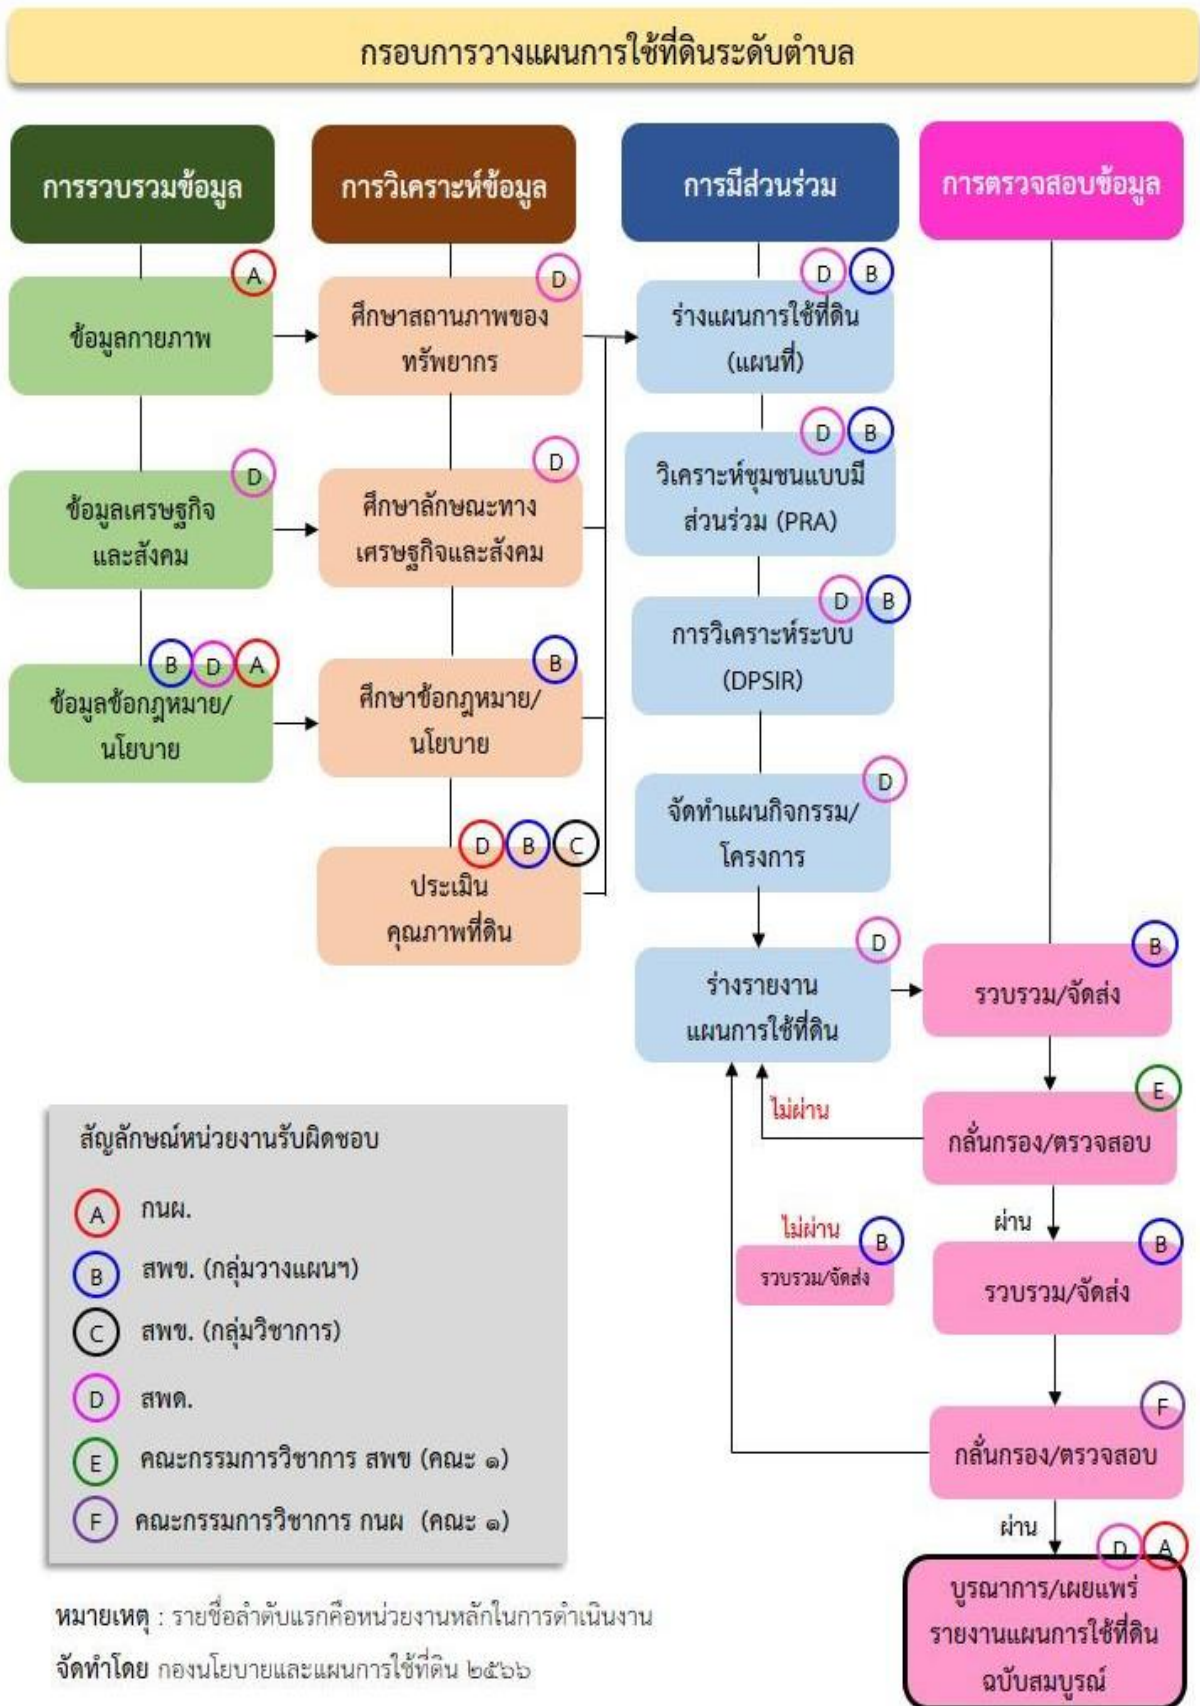 กรอบการวางแผนการใช้ที่ดินระดับตำบล
การรวบรวมข้อมูล
A
ข้อมูลกายภาพ
D
ข้อมูลเศรษฐกิจ
และสังคม
B D A
ข้อมูลข้อกฎหมาย/
นโยบาย
การวิเคราะห์ข้อมูล
D
ศึกษาสถานภาพของ
ทรัพยากร
D
ศึกษาลักษณะทาง
เศรษฐกิจและสังคม
B
ศึกษาข้อกฎหมาย/
นโยบาย
D B C
ประเมิน
คุณภาพที่ดิน
การมีส่วนร่วม
D B
ร่างแผนการใช้ที่ดิน
(แผนที่)
D B
วิเคราะห์ชุมชนแบบมี
ส่วนร่วม (PRA)
D B
การวิเคราะห์ระบบ
(DPSIR)
D
จัดทำแผนกิจกรรม/
โครงการ
D
ร่างรายงาน
แผนการใช้ที่ดิน
การตรวจสอบข้อมูล
B
รวบรวม/จัดส่ง
E
กลั่นกรอง/ตรวจสอบ
ไม่ผ่าน
ผ่าน
B
รวบรวม/จัดส่ง
ไม่ผ่าน
B
รวบรวม/จัดส่ง
F
กลั่นกรอง/ตรวจสอบ
ผ่าน
D A
บูรณาการ/เผยแพร่
รายงานแผนการใช้ที่ดิน
ฉบับสมบูรณ์
สัญลักษณ์หน่วยงานรับผิดชอบ
A กนผ.
B สพข. (กลุ่มวางแผนฯ)
C สพข. (กลุ่มวิชาการ)
D สพด.
E คณะกรรมการวิชาการ สพข (คณะ ๑)
F คณะกรรมการวิชาการ กนผ (คณะ ๑)
หมายเหตุ : รายชื่อลำดับแรกคือหน่วยงานหลักในการดำเนินงาน
จัดทำโดย กองนโยบายและแผนการใช้ที่ดิน ๒๕๖๖